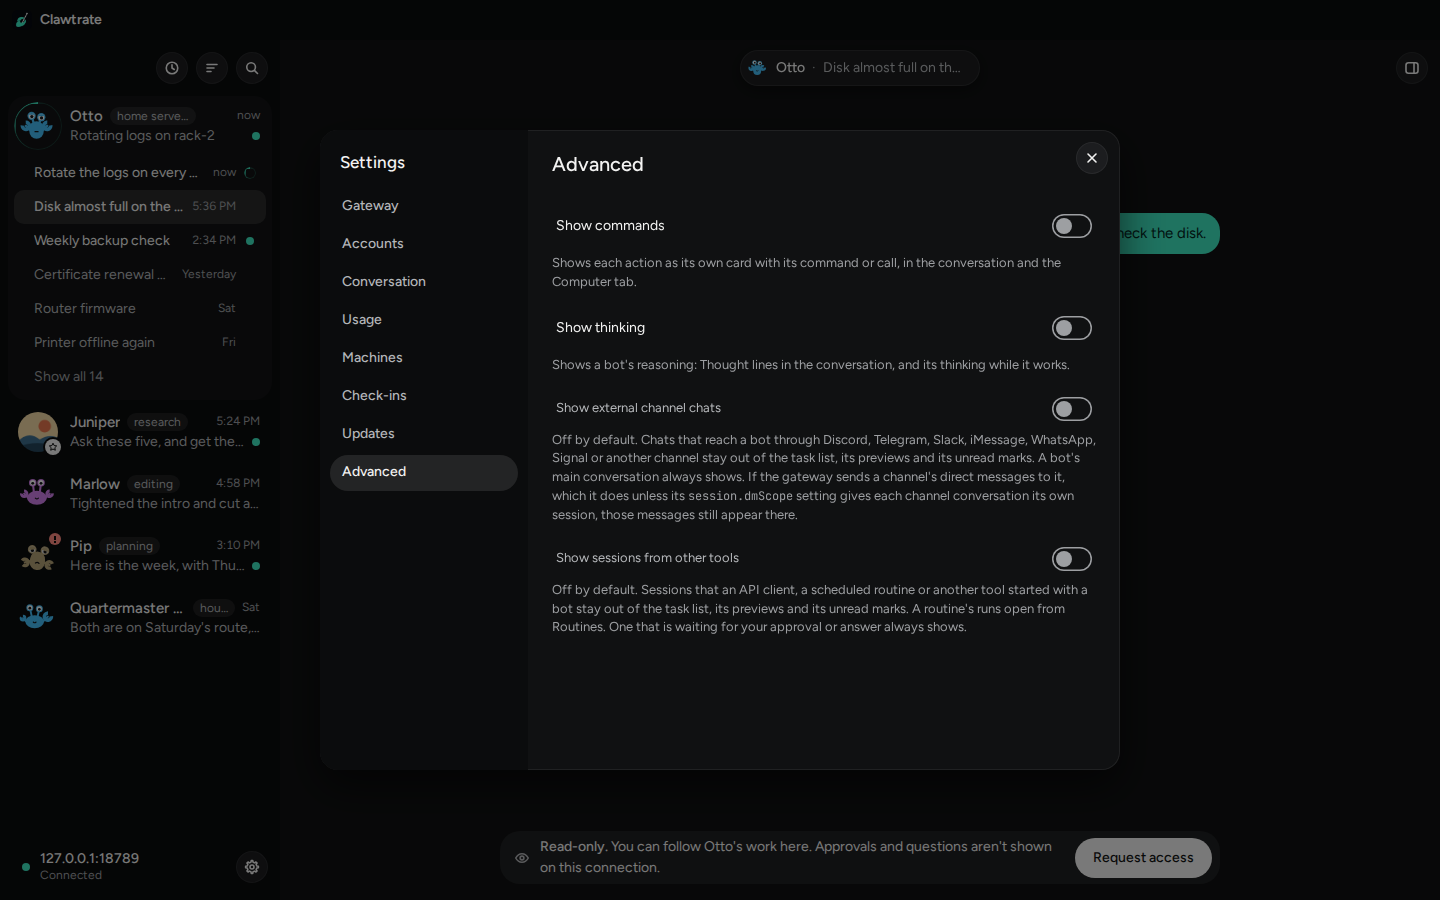 Clawtrate
Otto · Disk almost full on th...
Otto home serve... now
Rotating logs on rack-2
Rotate the logs on every ... now
Disk almost full on the ... 5:36 PM
Weekly backup check 2:34 PM
Certificate renewal ... Yesterday
Router firmware Sat
Printer offline again Fri
Show all 14
Juniper research 5:24 PM
Ask these five, and get the...
Marlow editing 4:58 PM
Tightened the intro and cut a...
Pip planning 3:10 PM
Here is the week, with Thu...
Quartermaster ... hou... Sat
Both are on Saturday's route,...
127.0.0.1:18789
Connected
Settings
Gateway
Accounts
Conversation
Usage
Machines
Check-ins
Updates
Advanced
Advanced
Show commands
Shows each action as its own card with its command or call, in the conversation and the
Computer tab.
Show thinking
Shows a bot's reasoning: Thought lines in the conversation, and its thinking while it works.
Show external channel chats
Off by default. Chats that reach a bot through Discord, Telegram, Slack, iMessage, WhatsApp,
Signal or another channel stay out of the task list, its previews and its unread marks. A bot's
main conversation always shows. If the gateway sends a channel's direct messages to it,
which it does unless its session.dmScope setting gives each channel conversation its own
session, those messages still appear there.
Show sessions from other tools
Off by default. Sessions that an API client, a scheduled routine or another tool started with a
bot stay out of the task list, its previews and its unread marks. A routine's runs open from
Routines. One that is waiting for your approval or answer always shows.
the disk.
Read-only. You can follow Otto's work here. Approvals and questions aren't shown
on this connection.
Request access